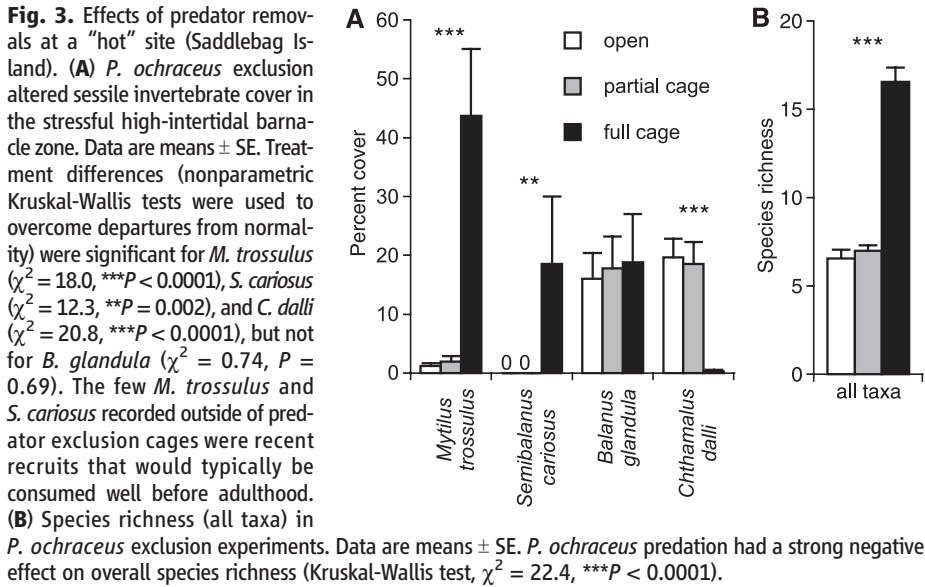 Fig. 3. Effects of predator remov-
als at a “hot” site (Saddlebag Is-
land). (A) P. ochraceus exclusion
altered sessile invertebrate cover in
the stressful high-intertidal barna-
cle zone. Data are means ± SE. Treat-
ment differences (nonparametric
Kruskal-Wallis tests were used to
overcome departures from normal-
ity) were significant for M. trossulus
(χ² = 18.0, ***P < 0.0001), S. cariosus
(χ² = 12.3, **P = 0.002), and C. dalli
(χ² = 20.8, ***P < 0.0001), but not
for B. glandula (χ² = 0.74, P =
0.69). The few M. trossulus and
S. cariosus recorded outside of pred-
ator exclusion cages were recent
recruits that would typically be
consumed well before adulthood.
(B) Species richness (all taxa) in
P. ochraceus exclusion experiments. Data are means ± SE. P. ochraceus predation had a strong negative
effect on overall species richness (Kruskal-Wallis test, χ² = 22.4, ***P < 0.0001).
A
60
50
40
30
20
10
0
Percent cover
***
**
***
0 0
open
partial cage
full cage
Mytilus
trossulus
Semibalanus
cariosus
Balanus
glandula
Chthamalus
dalli
B
20
15
10
5
0
Species richness
***
all taxa